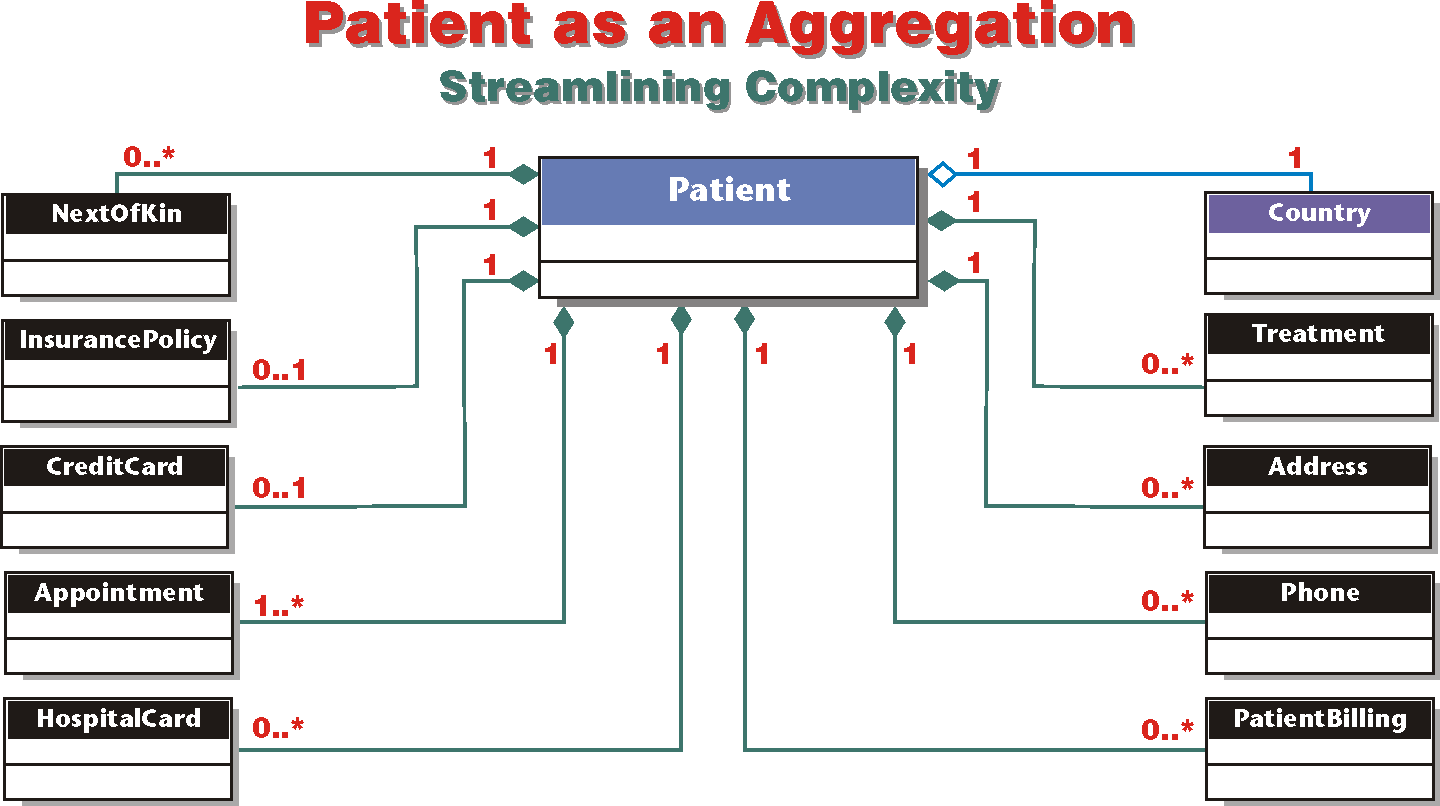 Patient as an Aggregation
Streamlining Complexity
0..*
1
Patient
1
1
NextOfKin
1
1
Country
1
1
InsurancePolicy
0..1
1
1
1
1
Treatment
0..*
CreditCard
0..1
Address
0..*
Appointment
1..*
Phone
0..*
HospitalCard
0..*
PatientBilling
0..*